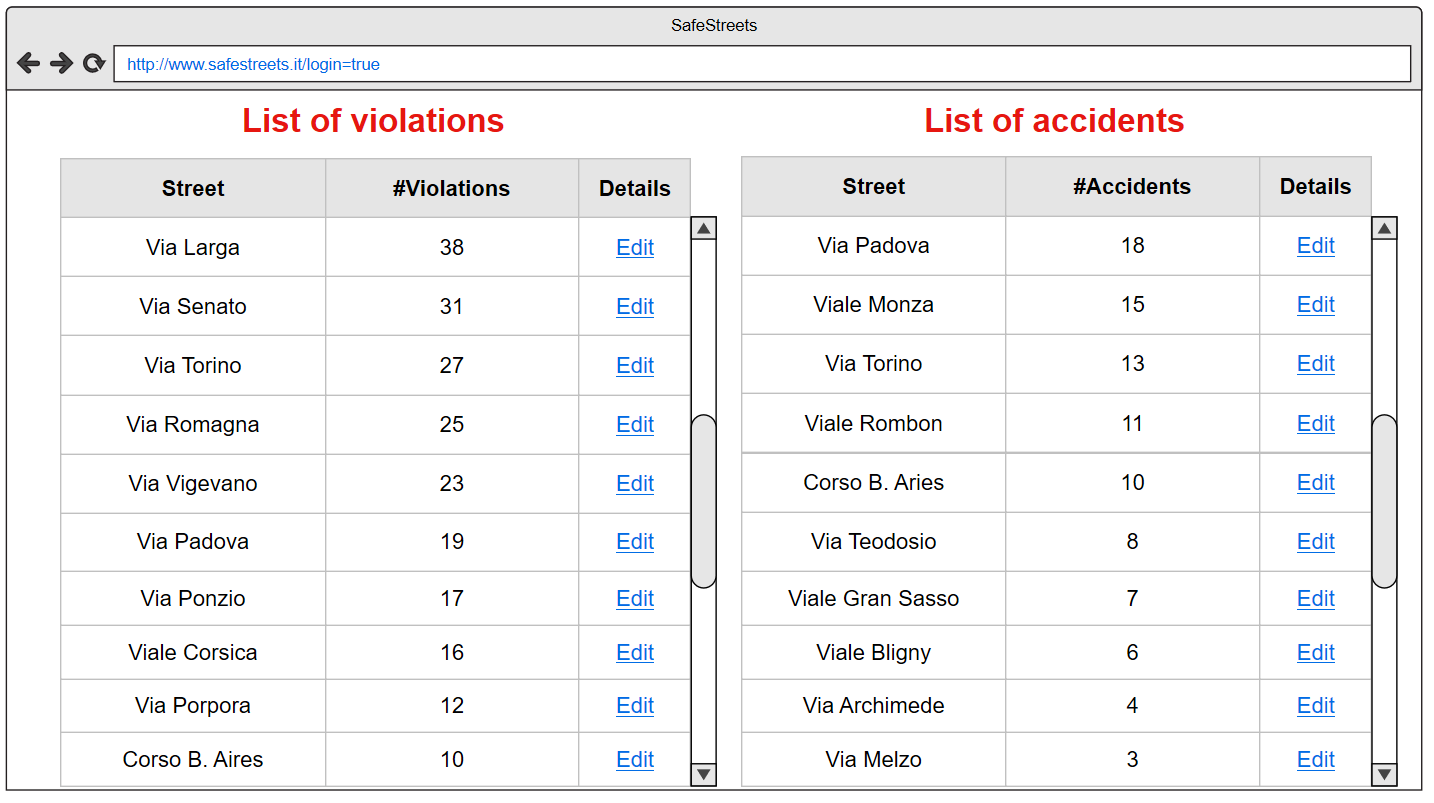 SafeStreets
http://www.safestreets.it/login=true
List of violations
Street #Violations Details
Via Larga 38 Edit
Via Senato 31 Edit
Via Torino 27 Edit
Via Romagna 25 Edit
Via Vigevano 23 Edit
Via Padova 19 Edit
Via Ponzio 17 Edit
Viale Corsica 16 Edit
Via Porpora 12 Edit
Corso B. Aires 10 Edit
List of accidents
Street #Accidents Details
Via Padova 18 Edit
Viale Monza 15 Edit
Via Torino 13 Edit
Viale Rombon 11 Edit
Corso B. Aries 10 Edit
Via Teodosio 8 Edit
Viale Gran Sasso 7 Edit
Viale Bligny 6 Edit
Via Archimede 4 Edit
Via Melzo 3 Edit